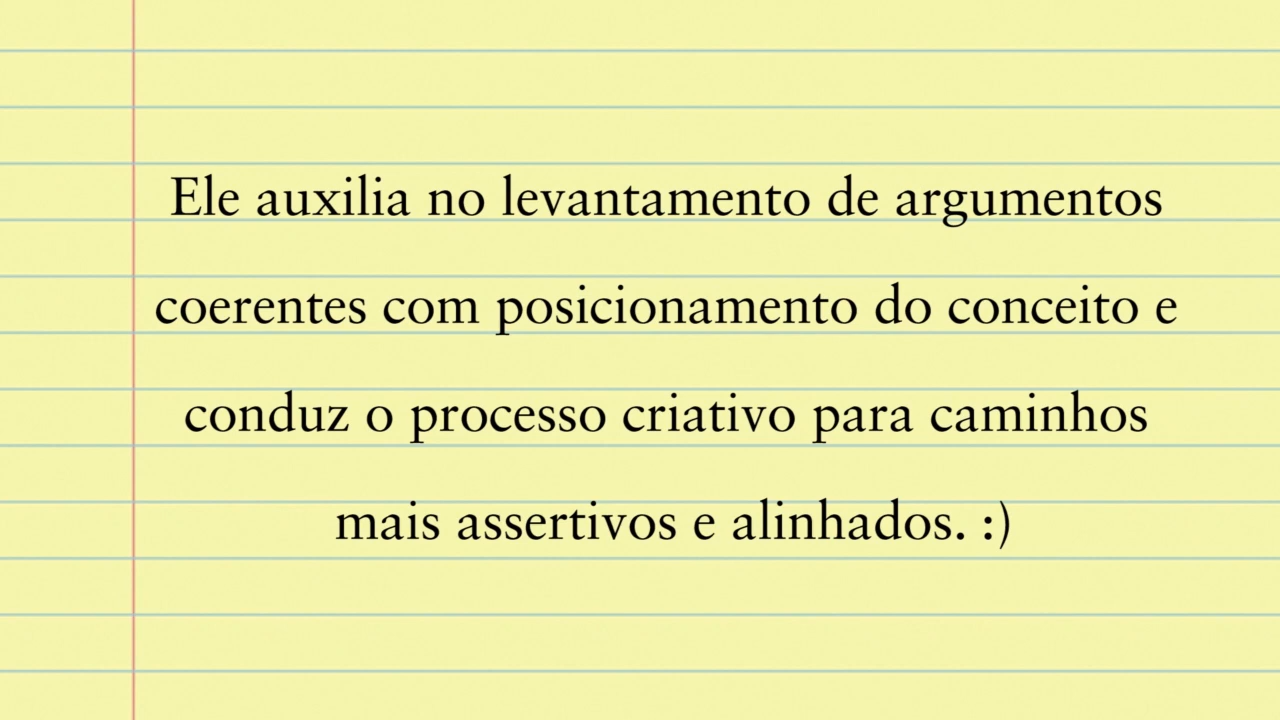 Ele auxilia no levantamento de argumentos
coerentes com posicionamento do conceito e
conduz o processo criativo para caminhos
mais assertivos e alinhados. :)